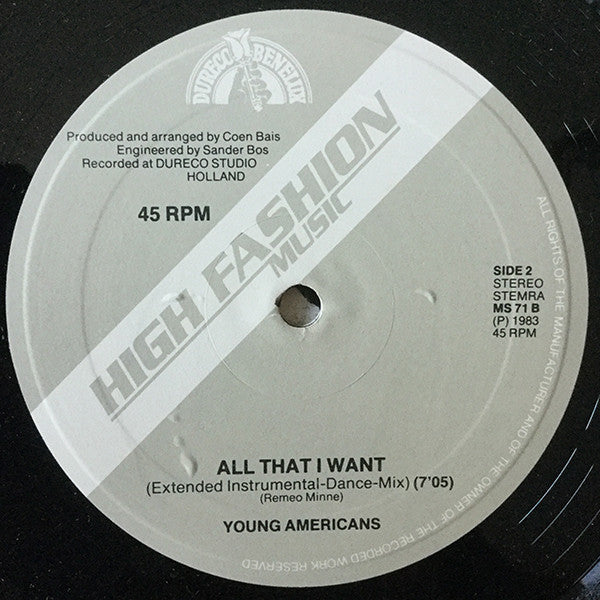 DURECO BENELUX
Produced and arranged by Coen Bais
Engineered by Sander Bos
Recorded at DURECO STUDIO
HOLLAND
45 RPM
HIGH FASHION
MUSIC
SIDE 2
STEREO
STEMRA
MS 71 B
(P) 1983
45 RPM
ALL THAT I WANT
(Extended Instrumental-Dance-Mix) (7'05)
(Remeo Minne)
YOUNG AMERICANS
ALL RIGHTS OF THE MANUFACTURER AND OF THE OWNER OF THE RECORDED WORK RESERVED